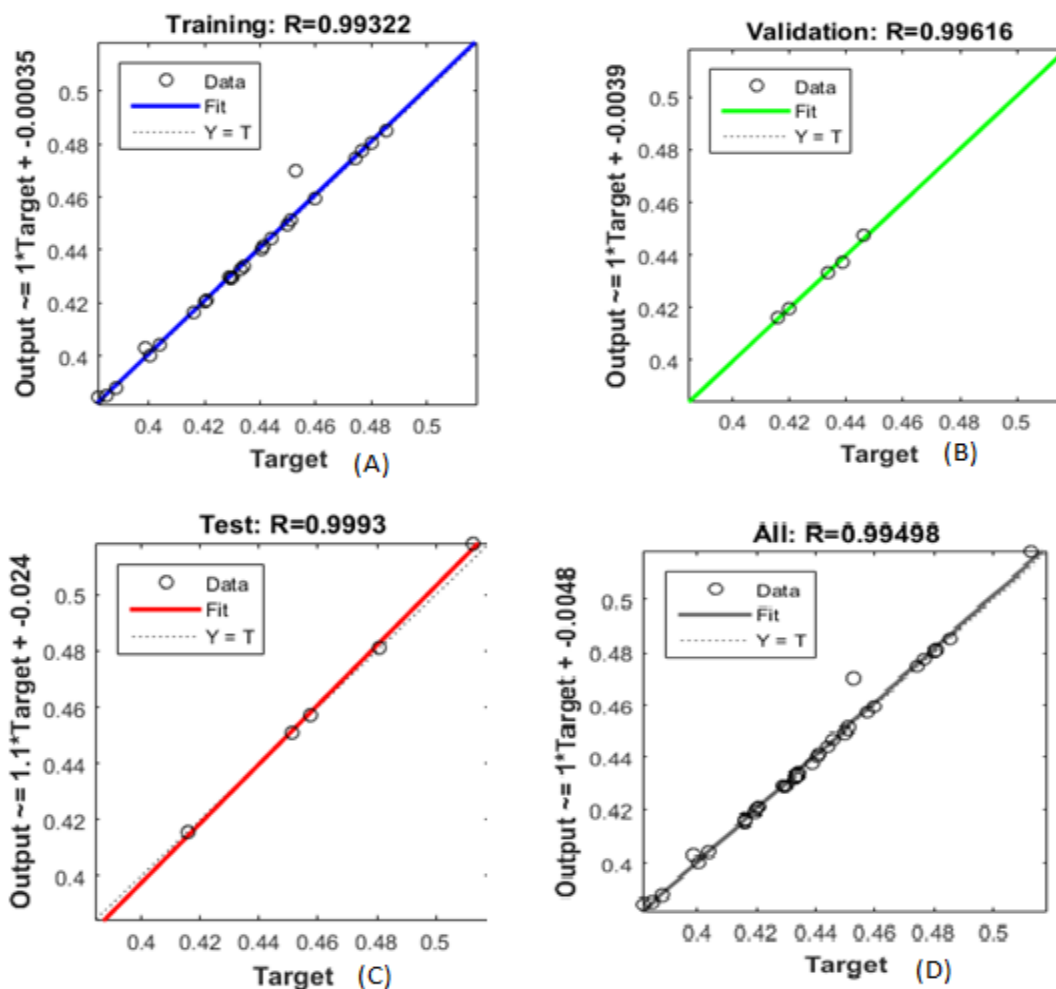 Training: R=0.99322
Output ~= 1*Target + -0.00035
0.5
0.48
0.46
0.44
0.42
0.4
Data
Fit
Y = T
0.4 0.42 0.44 0.46 0.48 0.5
Target (A)
Validation: R=0.99616
Output ~= 1*Target + -0.0039
0.5
0.48
0.46
0.44
0.42
0.4
Data
Fit
Y = T
0.4 0.42 0.44 0.46 0.48 0.5
Target (B)
Test: R=0.9993
Output ~= 1.1*Target + -0.024
0.5
0.48
0.46
0.44
0.42
0.4
Data
Fit
Y = T
0.4 0.42 0.44 0.46 0.48 0.5
Target (C)
All: R=0.99498
Output ~= 1*Target + -0.0048
0.5
0.48
0.46
0.44
0.42
0.4
Data
Fit
Y = T
0.4 0.42 0.44 0.46 0.48 0.5
Target (D)